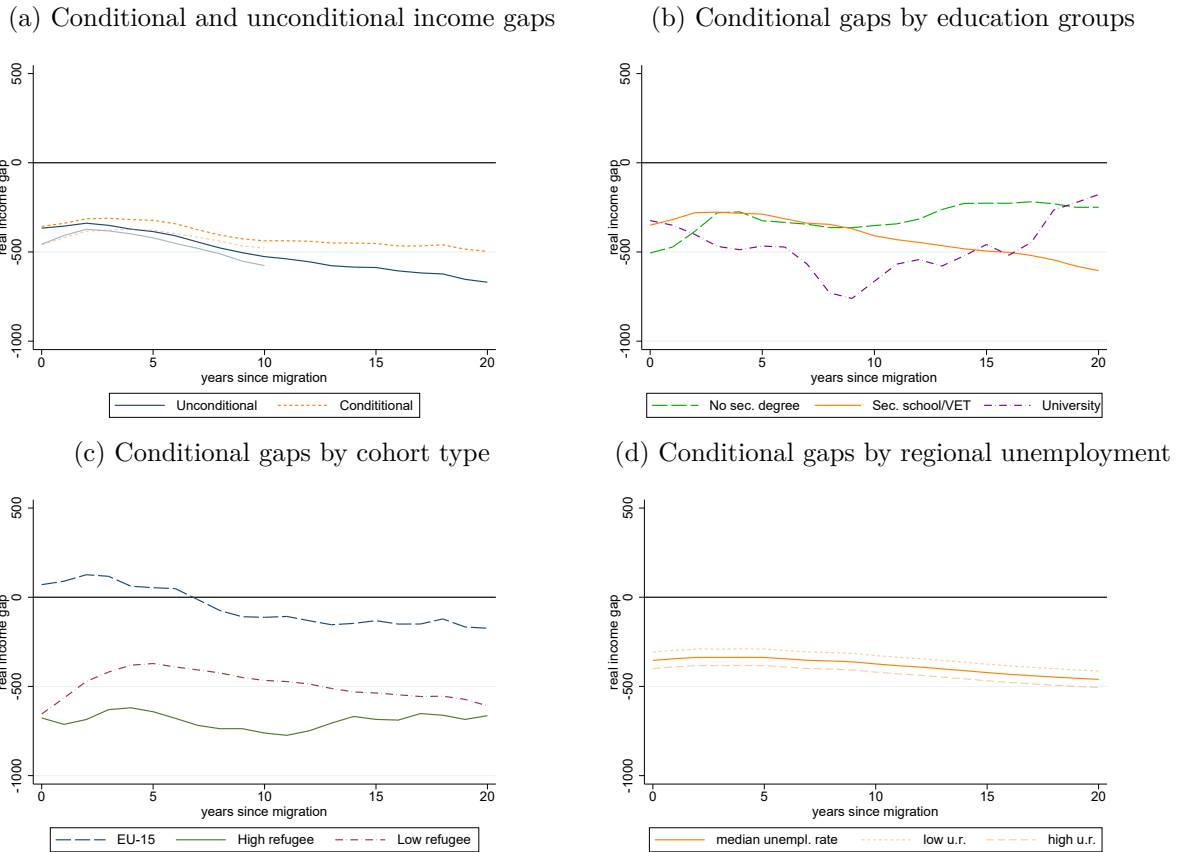 (a) Conditional and unconditional income gaps
500
0
-500
-1000
real income gap
0 5 10 15 20
years since migration
Unconditional Condititional
(b) Conditional gaps by education groups
500
0
-500
-1000
real income gap
0 5 10 15 20
years since migration
No sec. degree Sec. school/VET University
(c) Conditional gaps by cohort type
500
0
-500
-1000
real income gap
0 5 10 15 20
years since migration
EU-15 High refugee Low refugee
(d) Conditional gaps by regional unemployment
500
0
-500
-1000
real income gap
0 5 10 15 20
years since migration
median unempl. rate low u.r. high u.r.